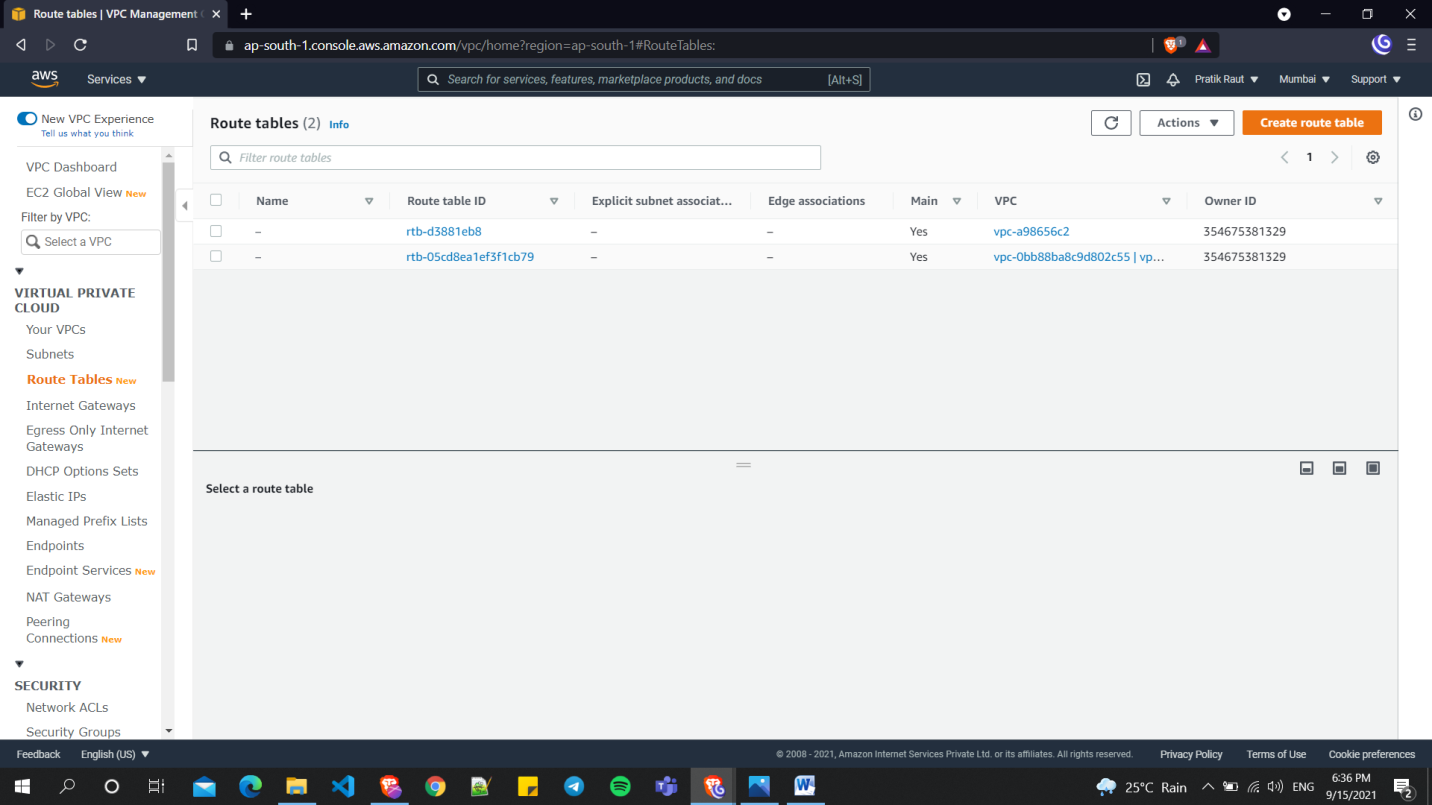 Route tables | VPC Management C
ap-south-1.console.aws.amazon.com/vpc/home?region=ap-south-1#RouteTables:
1
aws
Services
Search for services, features, marketplace products, and docs [Alt+S]
Pratik Raut
Mumbai
Support
New VPC Experience
Tell us what you think
VPC Dashboard
EC2 Global View New
Filter by VPC:
Select a VPC
VIRTUAL PRIVATE
CLOUD
Your VPCs
Subnets
Route Tables New
Internet Gateways
Egress Only Internet
Gateways
DHCP Options Sets
Elastic IPs
Managed Prefix Lists
Endpoints
Endpoint Services New
NAT Gateways
Peering
Connections New
SECURITY
Network ACLs
Security Groups
Route tables (2) Info
Actions
Create route table
Filter route tables
1
Name Route table ID Explicit subnet associat... Edge associations Main VPC Owner ID
– rtb-d3881eb8 – – Yes vpc-a98656c2 354675381329
– rtb-05cd8ea1ef3f1cb79 – – Yes vpc-0bb88ba8c9d802c55 | vp... 354675381329
Select a route table
Feedback English (US) © 2008 - 2021, Amazon Internet Services Private Ltd. or its affiliates. All rights reserved. Privacy Policy Terms of Use Cookie preferences
25°C Rain ENG
6:36 PM
9/15/2021
2